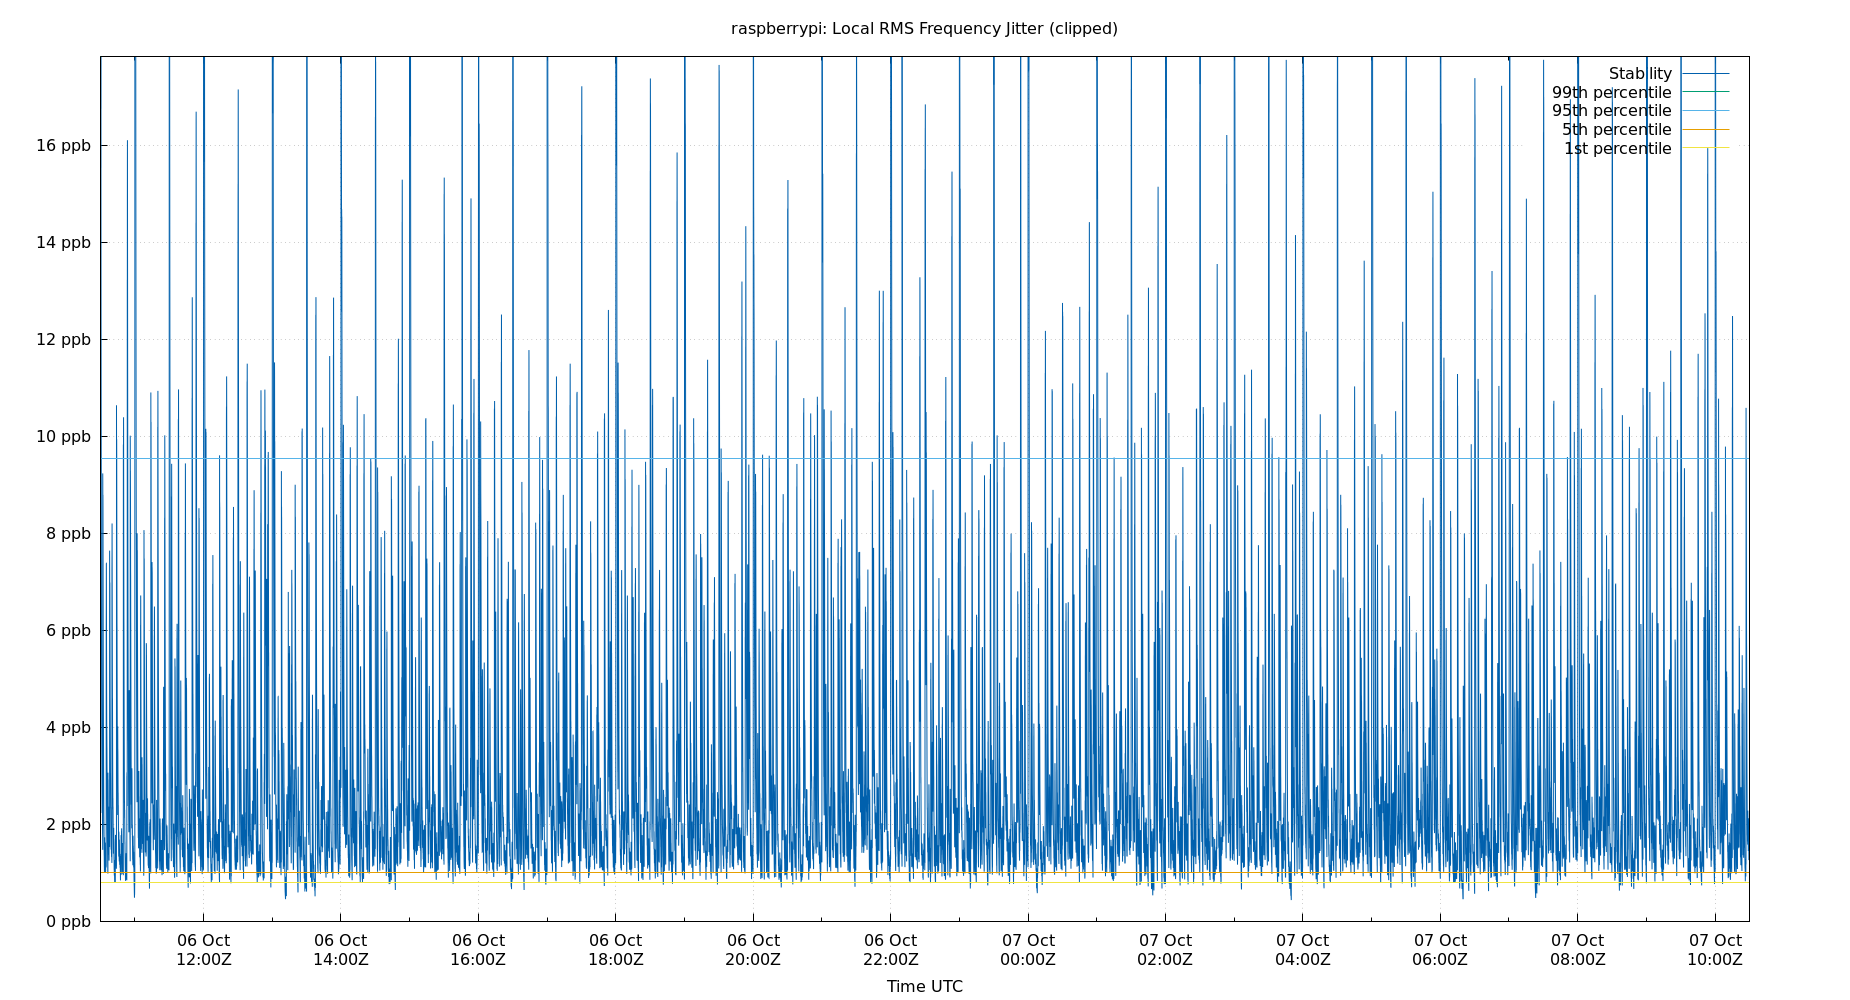 raspberrypi: Local RMS Frequency Jitter (clipped)
Stability
99th percentile
95th percentile
5th percentile
1st percentile
16 ppb
14 ppb
12 ppb
10 ppb
8 ppb
6 ppb
4 ppb
2 ppb
0 ppb
06 Oct 06 Oct 06 Oct 06 Oct 06 Oct 06 Oct 07 Oct 07 Oct 07 Oct 07 Oct 07 Oct 07 Oct
12:00Z 14:00Z 16:00Z 18:00Z 20:00Z 22:00Z 00:00Z 02:00Z 04:00Z 06:00Z 08:00Z 10:00Z
Time UTC